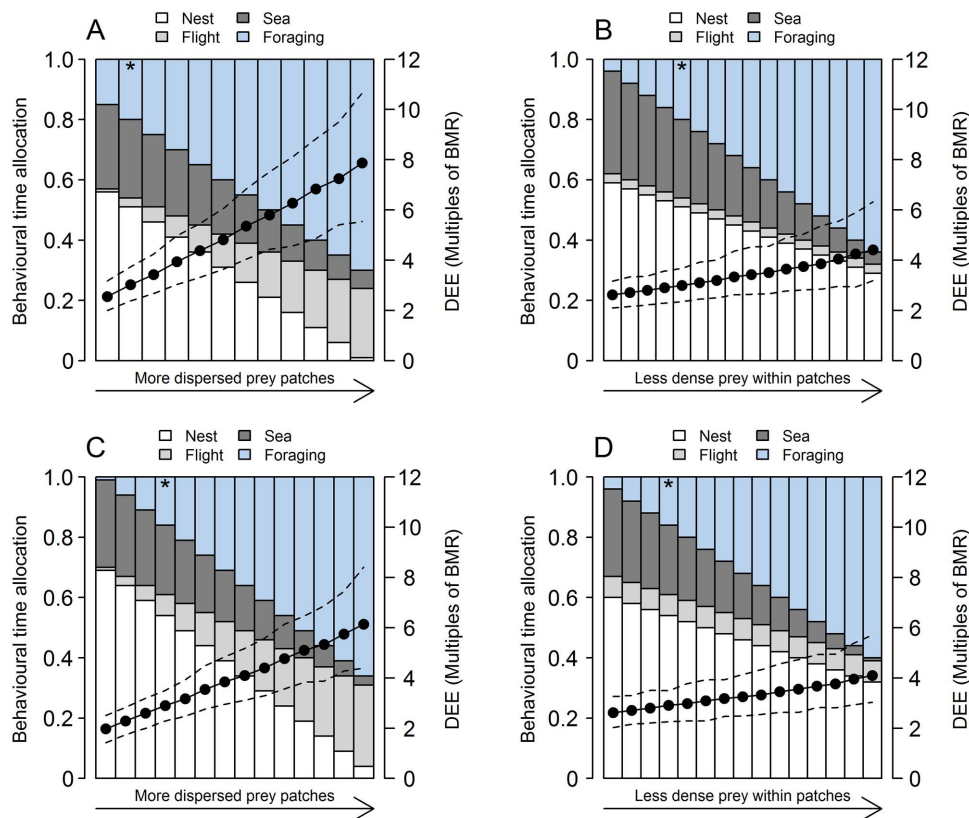 A
Nest Sea
Flight Foraging
*
1.0
0.8
0.6
0.4
0.2
0
Behavioural time allocation
12
10
8
6
4
2
0
DEE (Multiples of BMR)
More dispersed prey patches
B
Nest Sea
Flight Foraging
*
1.0
0.8
0.6
0.4
0.2
0
Behavioural time allocation
12
10
8
6
4
2
0
DEE (Multiples of BMR)
Less dense prey within patches
C
Nest Sea
Flight Foraging
*
1.0
0.8
0.6
0.4
0.2
0
Behavioural time allocation
12
10
8
6
4
2
0
DEE (Multiples of BMR)
More dispersed prey patches
D
Nest Sea
Flight Foraging
*
1.0
0.8
0.6
0.4
0.2
0
Behavioural time allocation
12
10
8
6
4
2
0
DEE (Multiples of BMR)
Less dense prey within patches